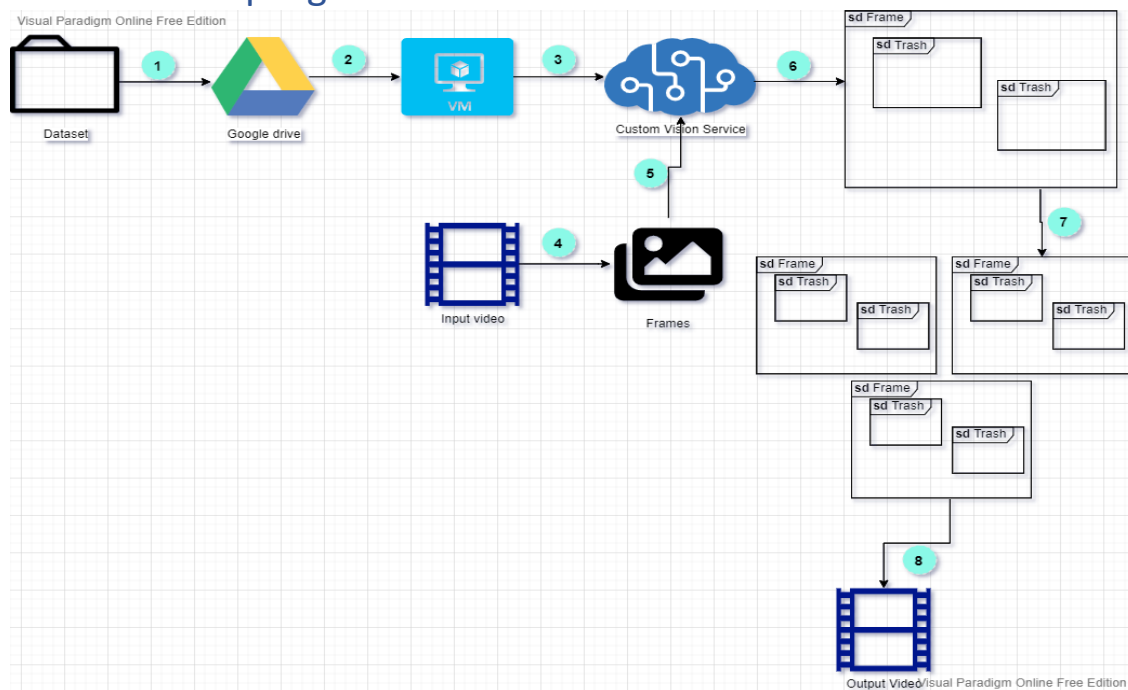 Visual Paradigm Online Free Edition
sd Frame
sd Trash
sd Trash
1
2
3
6
VM
Dataset
Google drive
Custom Vision Service
5
7
4
Input video
Frames
sd Frame
sd Trash
sd Trash
sd Frame
sd Trash
sd Trash
sd Frame
sd Trash
sd Trash
8
Output Video
Visual Paradigm Online Free Edition